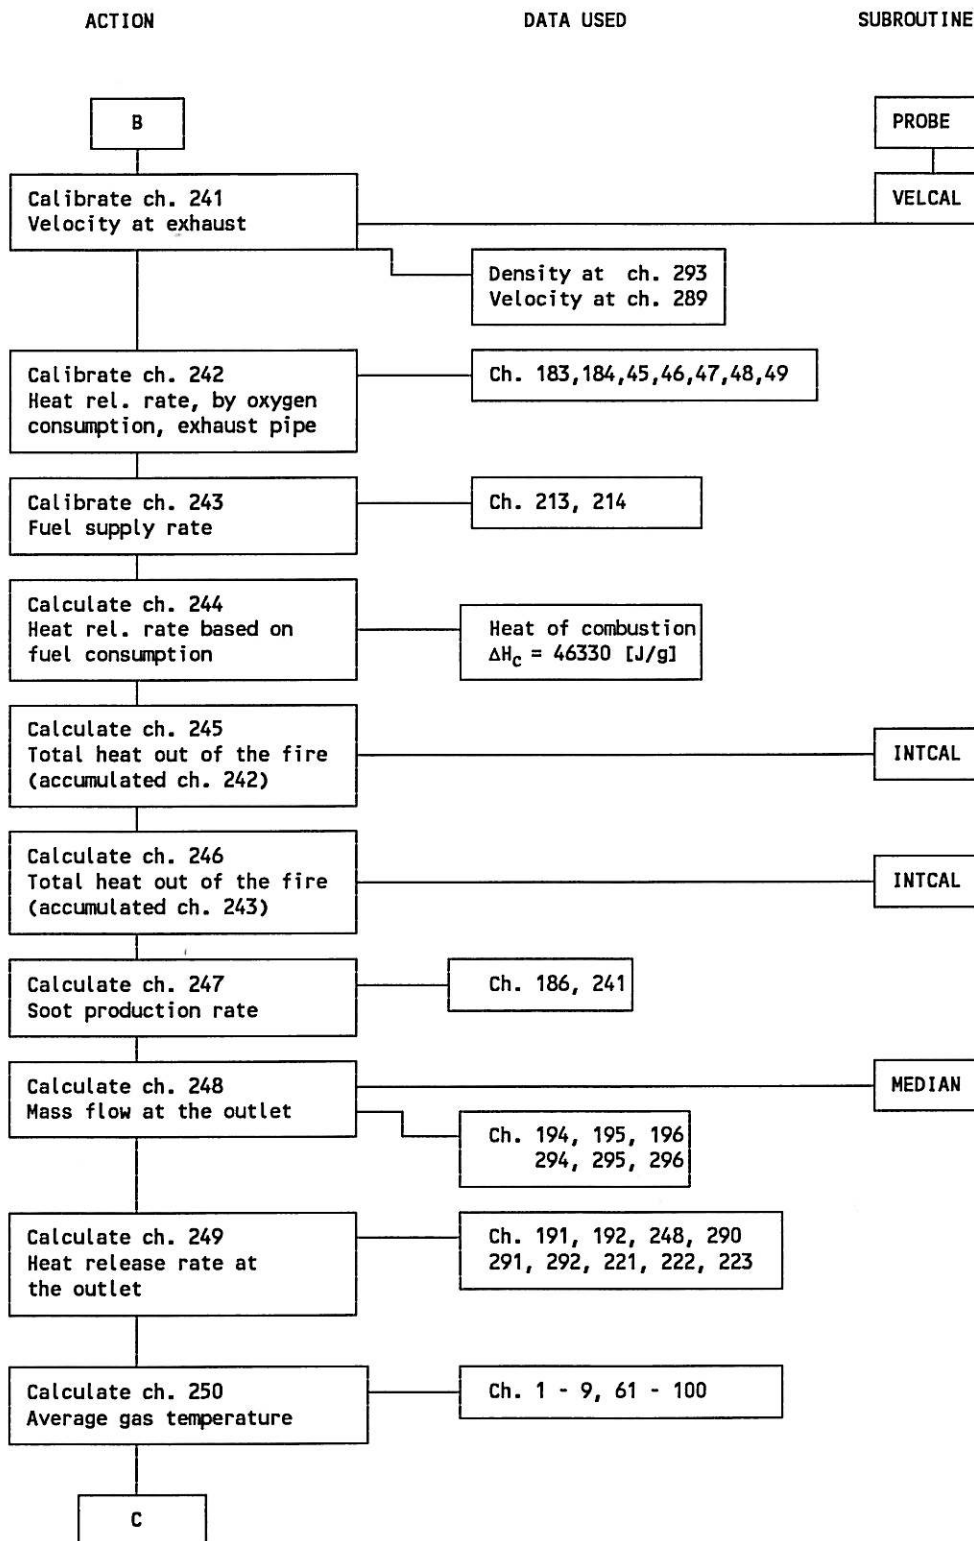 ACTION
DATA USED
SUBROUTINE
B
PROBE
Calibrate ch. 241
Velocity at exhaust
VELCAL
Density at  ch. 293
Velocity at ch. 289
Calibrate ch. 242
Heat rel. rate, by oxygen
consumption, exhaust pipe
Ch. 183,184,45,46,47,48,49
Calibrate ch. 243
Fuel supply rate
Ch. 213, 214
Calculate ch. 244
Heat rel. rate based on
fuel consumption
Heat of combustion
ΔHC = 46330 [J/g]
Calculate ch. 245
Total heat out of the fire
(accumulated ch. 242)
INTCAL
Calculate ch. 246
Total heat out of the fire
(accumulated ch. 243)
INTCAL
Calculate ch. 247
Soot production rate
Ch. 186, 241
Calculate ch. 248
Mass flow at the outlet
MEDIAN
Ch. 194, 195, 196
294, 295, 296
Calculate ch. 249
Heat release rate at
the outlet
Ch. 191, 192, 248, 290
291, 292, 221, 222, 223
Calculate ch. 250
Average gas temperature
Ch. 1 - 9, 61 - 100
C